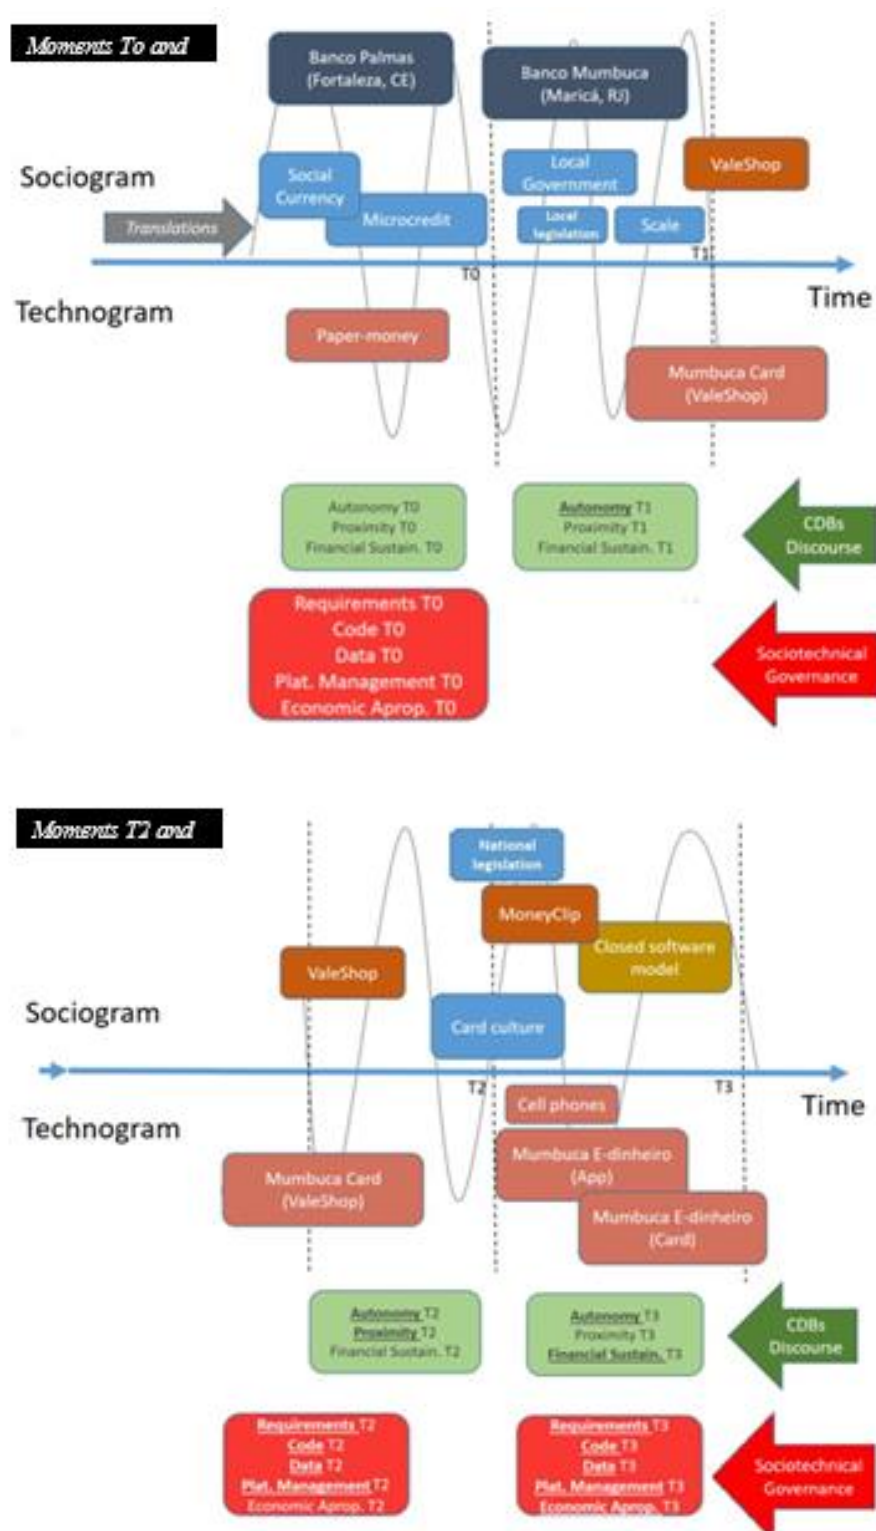 Moments To and
Banco Palmas
(Fortaleza, CE)
Banco Mumbuca
(Maricá, RJ)
ValeShop
Sociogram
Social
Currency
Local
Government
Translations
Microcredit
Local
legislation
Scale
T0
T1
Technogram
Time
Paper-money
Mumbuca Card
(ValeShop)
Autonomy T0
Proximity T0
Financial Sustain. T0
Autonomy T1
Proximity T1
Financial Sustain. T1
CDBs
Discourse
Requirements T0
Code T0
Data T0
Plat. Management T0
Economic Aprop. T0
Sociotechnical
Governance
Moments T2 and
National
legislation
MoneyClip
Closed software
model
ValeShop
Sociogram
Card culture
T2
T3
Technogram
Time
Cell phones
Mumbuca Card
(ValeShop)
Mumbuca E-dinheiro
(App)
Mumbuca E-dinheiro
(Card)
Autonomy T2
Proximity T2
Financial Sustain. T2
Autonomy T3
Proximity T3
Financial Sustain. T3
CDBs
Discourse
Requirements T2
Code T2
Data T2
Plat. Management T2
Economic Aprop. T2
Requirements T3
Code T3
Data T3
Plat. Management T3
Economic Aprop. T3
Sociotechnical
Governance